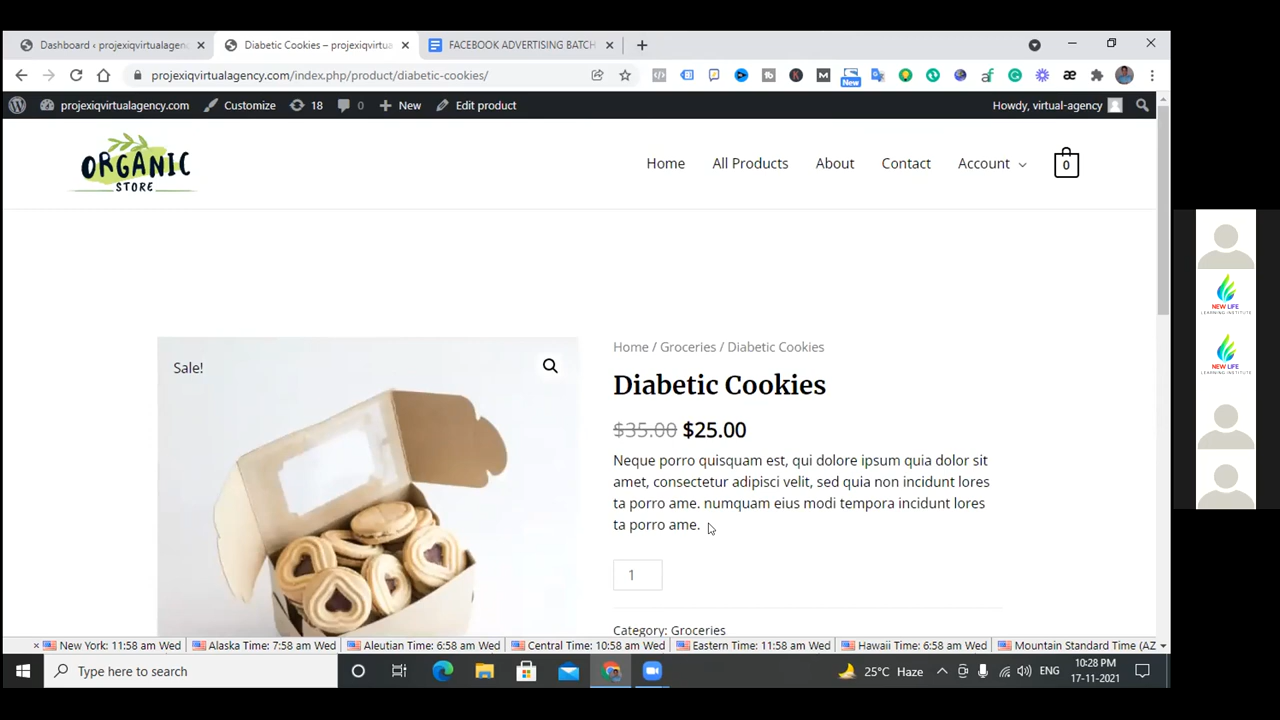 Dashboard ‹ projexiqvirtualagenc
Diabetic Cookies – projexiqvirtua
FACEBOOK ADVERTISING BATCH
projexiqvirtualagency.com/index.php/product/diabetic-cookies/
New
projexiqvirtualagency.com
Customize
18
0
New
Edit product
Howdy, virtual-agency
ORGANIC
STORE
Home
All Products
About
Contact
Account
0
NEW LIFE
LEARNING INSTITUTE
NEW LIFE
LEARNING INSTITUTE
Sale!
Home / Groceries / Diabetic Cookies
Diabetic Cookies
$35.00 $25.00
Neque porro quisquam est, qui dolore ipsum quia dolor sit
amet, consectetur adipisci velit, sed quia non incidunt lores
ta porro ame. numquam eius modi tempora incidunt lores
ta porro ame.
1
Category: Groceries
New York: 11:58 am Wed
Alaska Time: 7:58 am Wed
Aleutian Time: 6:58 am Wed
Central Time: 10:58 am Wed
Eastern Time: 11:58 am Wed
Hawaii Time: 6:58 am Wed
Mountain Standard Time (AZ
Type here to search
25°C Haze
ENG
10:28 PM
17-11-2021